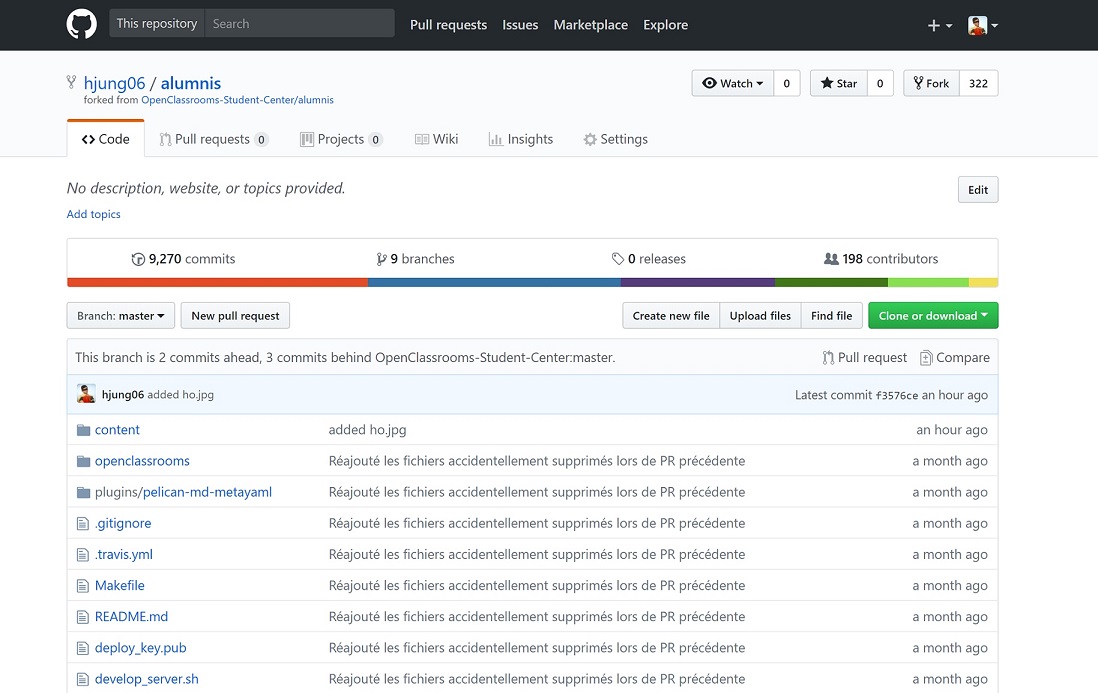 This repository Search Pull requests Issues Marketplace Explore
hjung06 / alumnis Watch 0 Star 0 Fork 322
forked from OpenClassrooms-Student-Center/alumnis
Code Pull requests 0 Projects 0 Wiki Insights Settings
No description, website, or topics provided. Edit
Add topics
9,270 commits 9 branches 0 releases 198 contributors
Branch: master New pull request Create new file Upload files Find file Clone or download
This branch is 2 commits ahead, 3 commits behind OpenClassrooms-Student-Center:master. Pull request Compare
hjung06 added ho.jpg Latest commit f3576ce an hour ago
content added ho.jpg an hour ago
openclassrooms Réajouté les fichiers accidentellement supprimés lors de PR précédente a month ago
plugins/pelican-md-metayaml Réajouté les fichiers accidentellement supprimés lors de PR précédente a month ago
.gitignore Réajouté les fichiers accidentellement supprimés lors de PR précédente a month ago
.travis.yml Réajouté les fichiers accidentellement supprimés lors de PR précédente a month ago
Makefile Réajouté les fichiers accidentellement supprimés lors de PR précédente a month ago
README.md Réajouté les fichiers accidentellement supprimés lors de PR précédente a month ago
deploy_key.pub Réajouté les fichiers accidentellement supprimés lors de PR précédente a month ago
develop_server.sh Réajouté les fichiers accidentellement supprimés lors de PR précédente a month ago